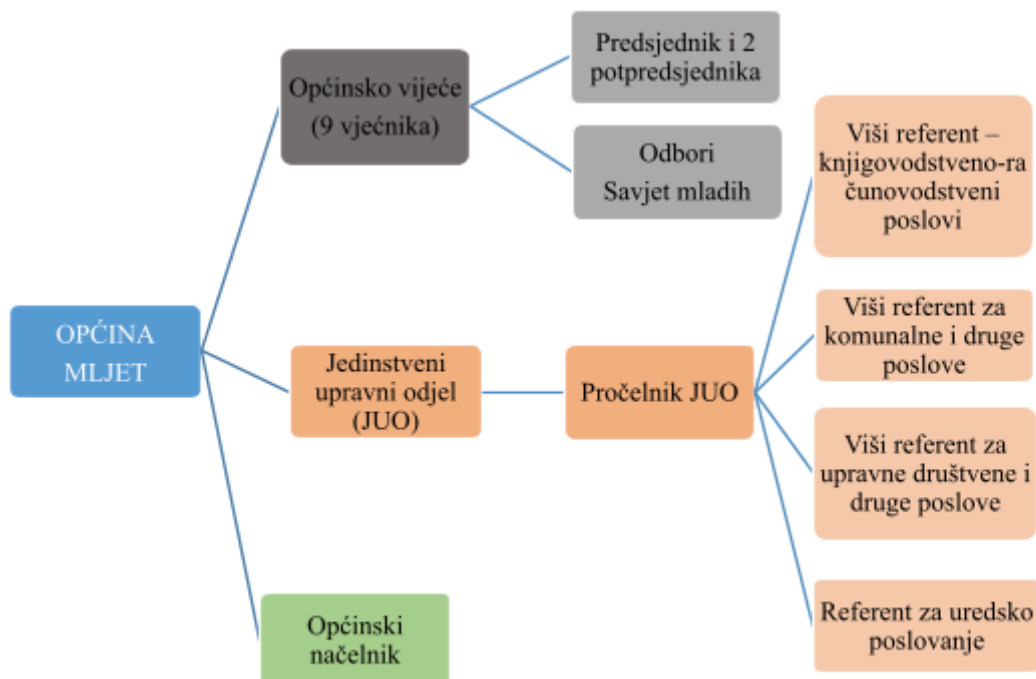 Predsjednik i 2
potpredsjednika
Općinsko vijeće
(9 vjećnika)
Odbori
Savjet mladih
Viši referent –
knjigovodstveno-ra
čunovodstveni
poslovi
OPĆINA
MLJET
Jedinstveni
upravni odjel
(JUO)
Pročelnik JUO
Viši referent za
komunalne i druge
poslove
Viši referent za
upravne društvene i
druge poslove
Referent za uredsko
poslovanje
Općinski
načelnik